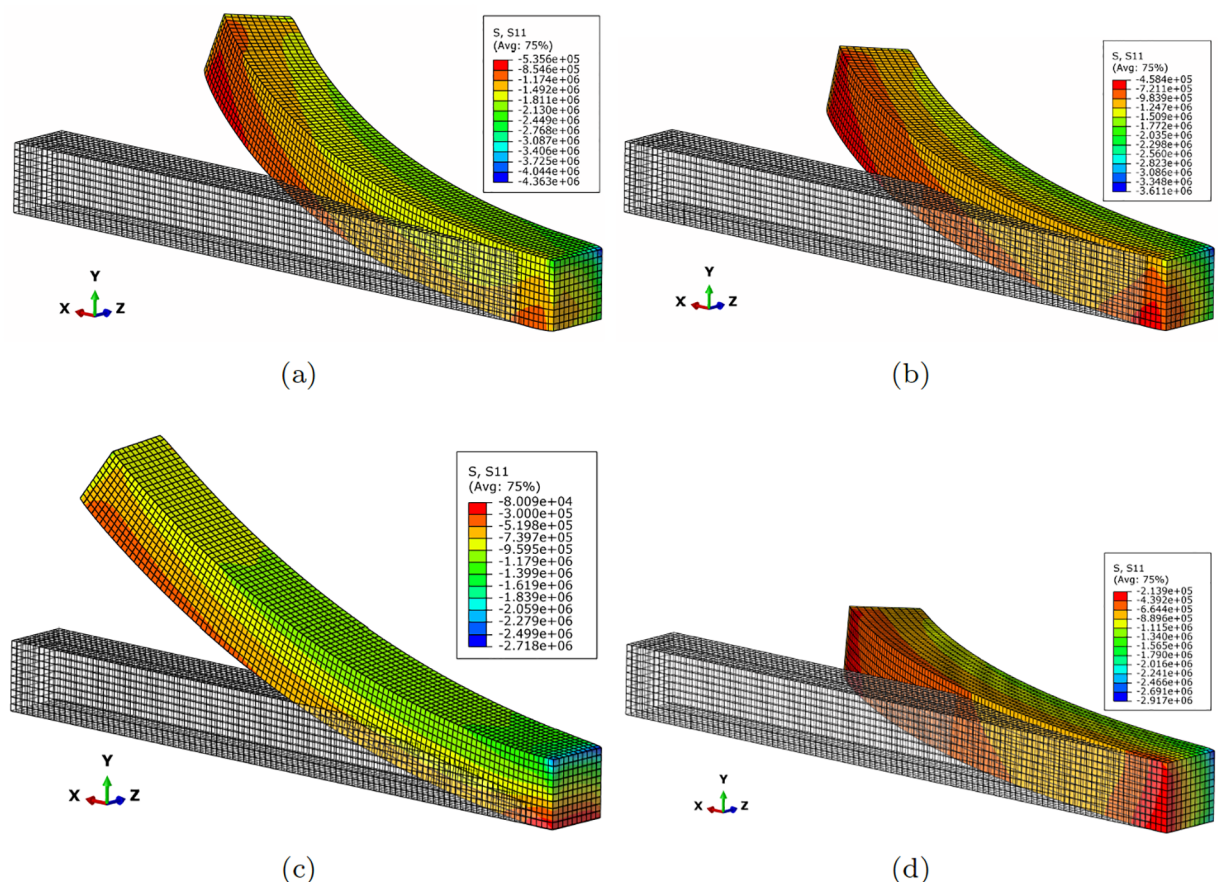 S, S11
(Avg: 75%)
-5.356e+05
-8.546e+05
-1.174e+06
-1.492e+06
-1.811e+06
-2.130e+06
-2.449e+06
-2.768e+06
-3.087e+06
-3.406e+06
-3.725e+06
-4.044e+06
-4.363e+06
Y
X
Z
(a)
S, S11
(Avg: 75%)
-4.584e+05
-7.211e+05
-9.839e+05
-1.247e+06
-1.509e+06
-1.772e+06
-2.035e+06
-2.298e+06
-2.560e+06
-2.823e+06
-3.086e+06
-3.348e+06
-3.611e+06
Y
X
Z
(b)
S, S11
(Avg: 75%)
-8.009e+04
-3.000e+05
-5.198e+05
-7.397e+05
-9.595e+05
-1.179e+06
-1.399e+06
-1.619e+06
-1.839e+06
-2.059e+06
-2.279e+06
-2.499e+06
-2.718e+06
Y
X
Z
(c)
S, S11
(Avg: 75%)
-2.139e+05
-4.392e+05
-6.644e+05
-8.896e+05
-1.115e+06
-1.340e+06
-1.565e+06
-1.790e+06
-2.016e+06
-2.241e+06
-2.466e+06
-2.691e+06
-2.917e+06
Y
X
Z
(d)